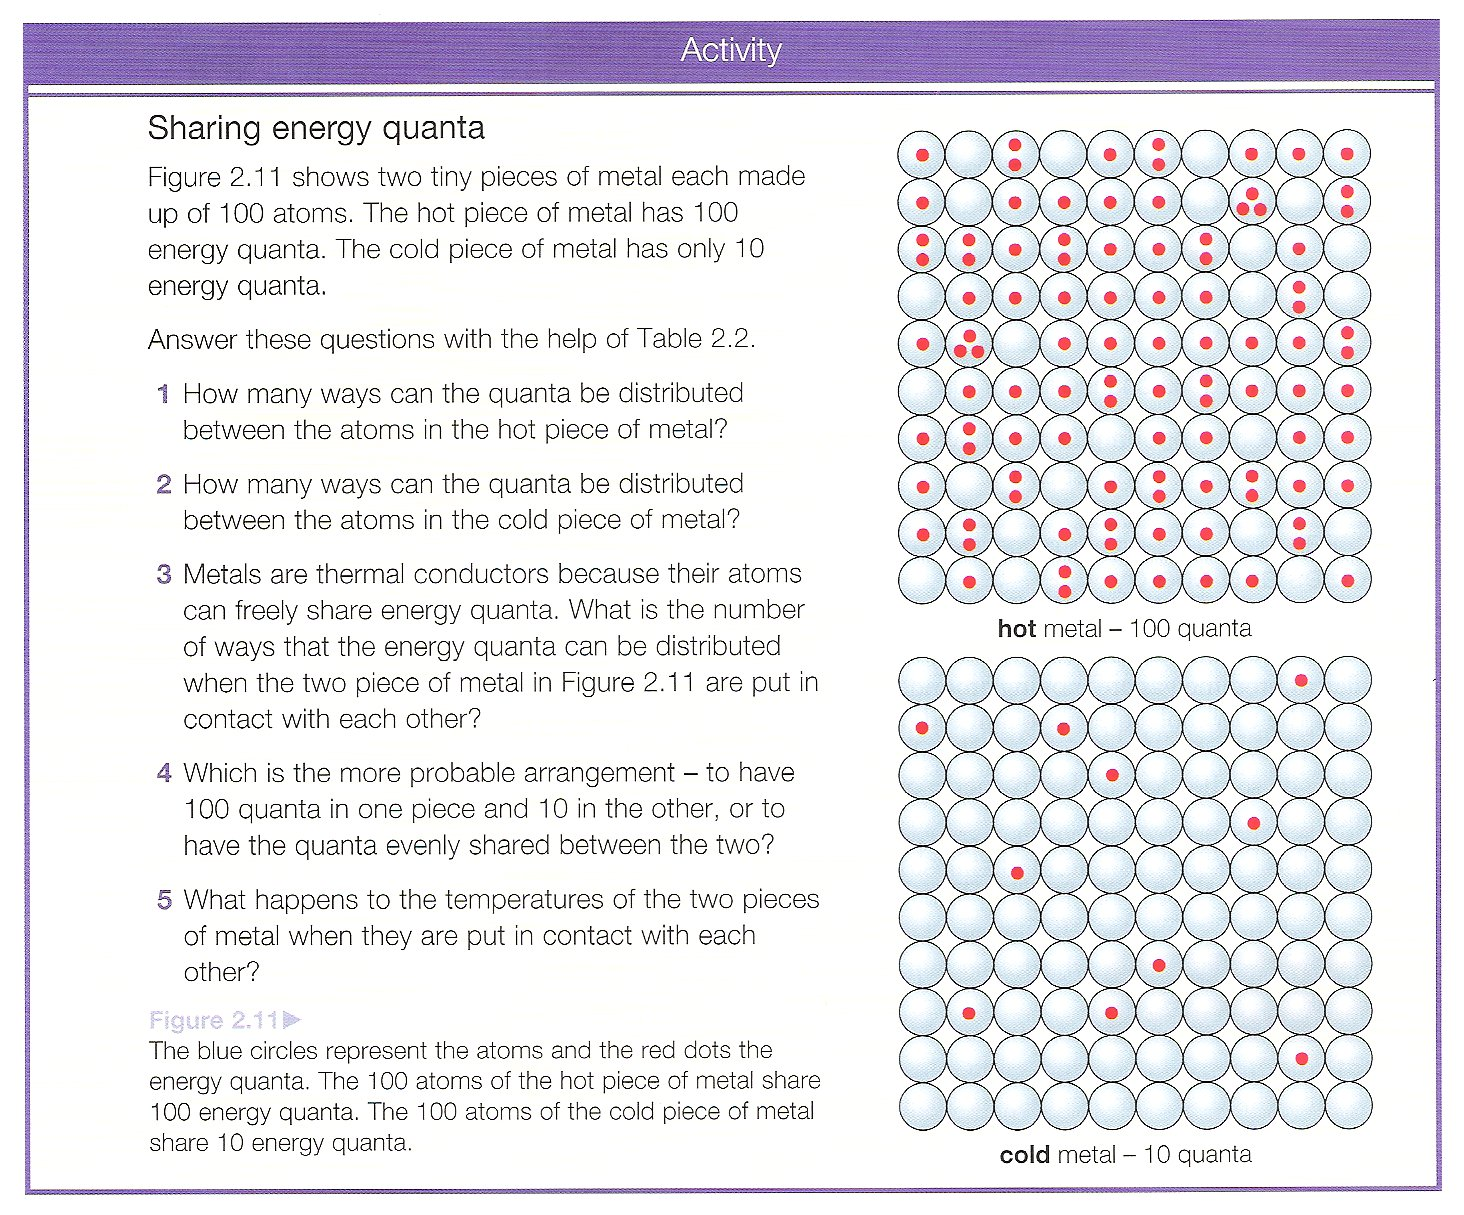 Activity
Sharing energy quanta
Figure 2.11 shows two tiny pieces of metal each made
up of 100 atoms. The hot piece of metal has 100
energy quanta. The cold piece of metal has only 10
energy quanta.
Answer these questions with the help of Table 2.2.
1 How many ways can the quanta be distributed
between the atoms in the hot piece of metal?
2 How many ways can the quanta be distributed
between the atoms in the cold piece of metal?
3 Metals are thermal conductors because their atoms
can freely share energy quanta. What is the number
of ways that the energy quanta can be distributed
when the two piece of metal in Figure 2.11 are put in
contact with each other?
4 Which is the more probable arrangement – to have
100 quanta in one piece and 10 in the other, or to
have the quanta evenly shared between the two?
5 What happens to the temperatures of the two pieces
of metal when they are put in contact with each
other?
Figure 2.11▶
The blue circles represent the atoms and the red dots the
energy quanta. The 100 atoms of the hot piece of metal share
100 energy quanta. The 100 atoms of the cold piece of metal
share 10 energy quanta.
hot metal – 100 quanta
cold metal – 10 quanta